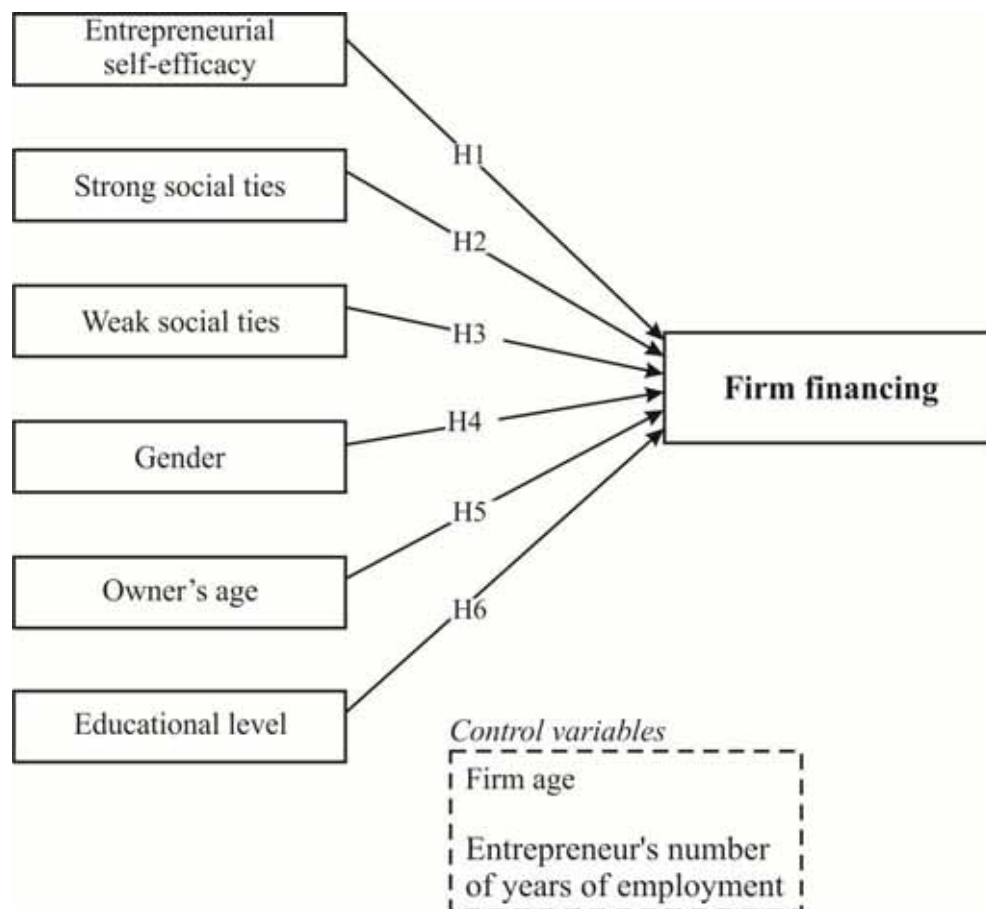 Entrepreneurial
self-efficacy
H1
Strong social ties
H2
Weak social ties
H3
Firm financing
H4
Gender
H5
Owner’s age
H6
Educational level
Control variables
Firm age
Entrepreneur's number
of years of employment